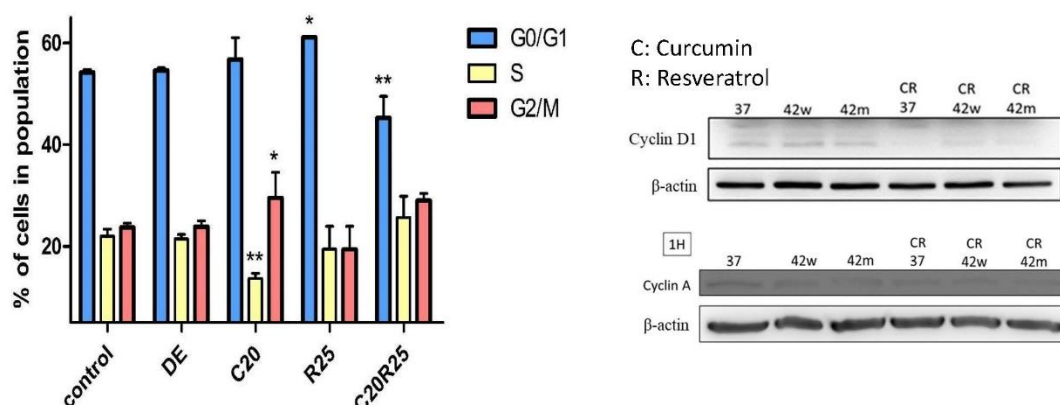 % of cells in population
60
40
20
*
**
*
**
control
DE
C20
R25
C20R25
G0/G1
S
G2/M
C: Curcumin
R: Resveratrol
37 42w 42m CR 37 CR 42w CR 42m
Cyclin D1
β-actin
1H
37 42w 42m CR 37 CR 42w CR 42m
Cyclin A
β-actin